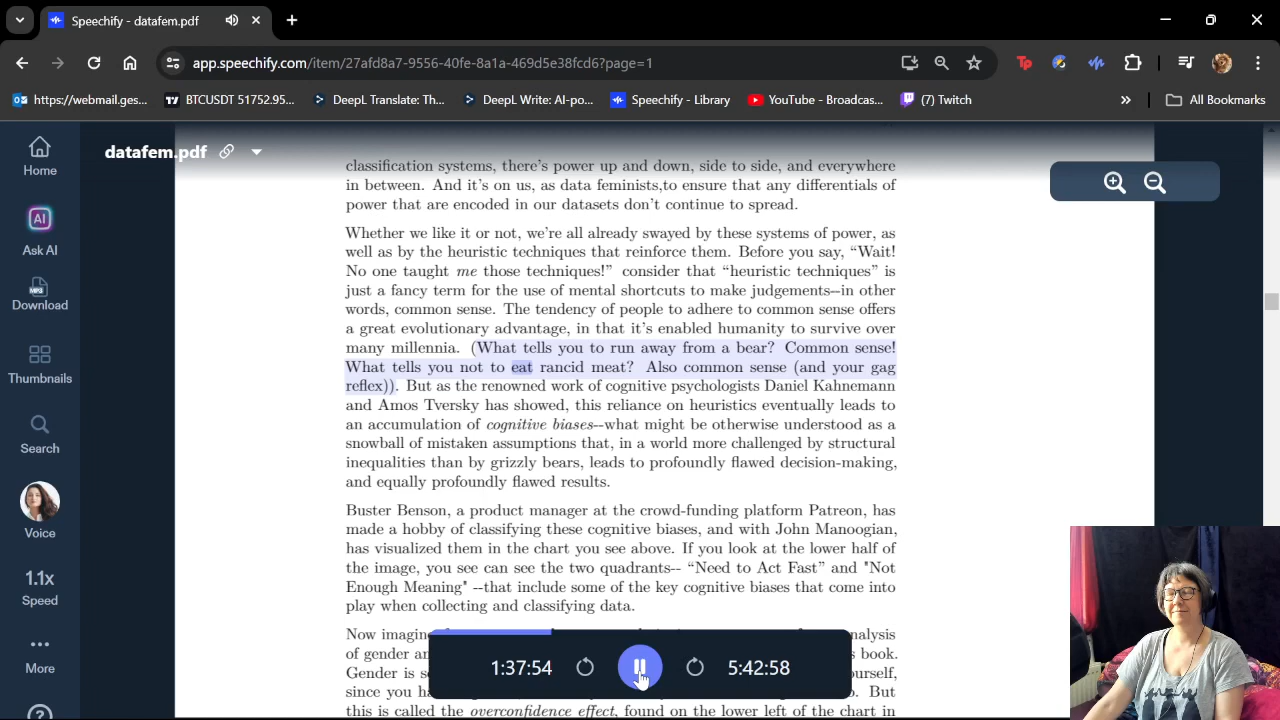 Speechify - datafem.pdf
app.speechify.com/item/27afd8a7-9556-40fe-8a1a-469d5e38fcd6?page=1
https://webmail.ges... BTCUSDT 51752.95... DeepL Translate: Th... DeepL Write: AI-po... Speechify - Library YouTube - Broadcas... (7) Twitch » All Bookmarks
datafem.pdf
Home
AI
Ask AI
MP3
Download
Thumbnails
Search
Voice
1.1x
Speed
More
classification systems, there's power up and down, side to side, and everywhere
in between. And it's on us, as data feminists,to ensure that any differentials of
power that are encoded in our datasets don't continue to spread.
Whether we like it or not, we're all already swayed by these systems of power, as
well as by the heuristic techniques that reinforce them. Before you say, “Wait!
No one taught me those techniques!” consider that “heuristic techniques” is
just a fancy term for the use of mental shortcuts to make judgements--in other
words, common sense. The tendency of people to adhere to common sense offers
a great evolutionary advantage, in that it's enabled humanity to survive over
many millennia. (What tells you to run away from a bear? Common sense!
What tells you not to eat rancid meat? Also common sense (and your gag
reflex)). But as the renowned work of cognitive psychologists Daniel Kahnemann
and Amos Tversky has showed, this reliance on heuristics eventually leads to
an accumulation of cognitive biases--what might be otherwise understood as a
snowball of mistaken assumptions that, in a world more challenged by structural
inequalities than by grizzly bears, leads to profoundly flawed decision-making,
and equally profoundly flawed results.
Buster Benson, a product manager at the crowd-funding platform Patreon, has
made a hobby of classifying these cognitive biases, and with John Manoogian,
has visualized them in the chart you see above. If you look at the lower half of
the image, you see can see the two quadrants-- “Need to Act Fast” and "Not
Enough Meaning" --that include some of the key cognitive biases that come into
play when collecting and classifying data.
Now imagine
of gender
Gender is
since you
this is called the overconfidence effect, found on the lower left of the chart in
book.
But
1:37:54
5:42:58